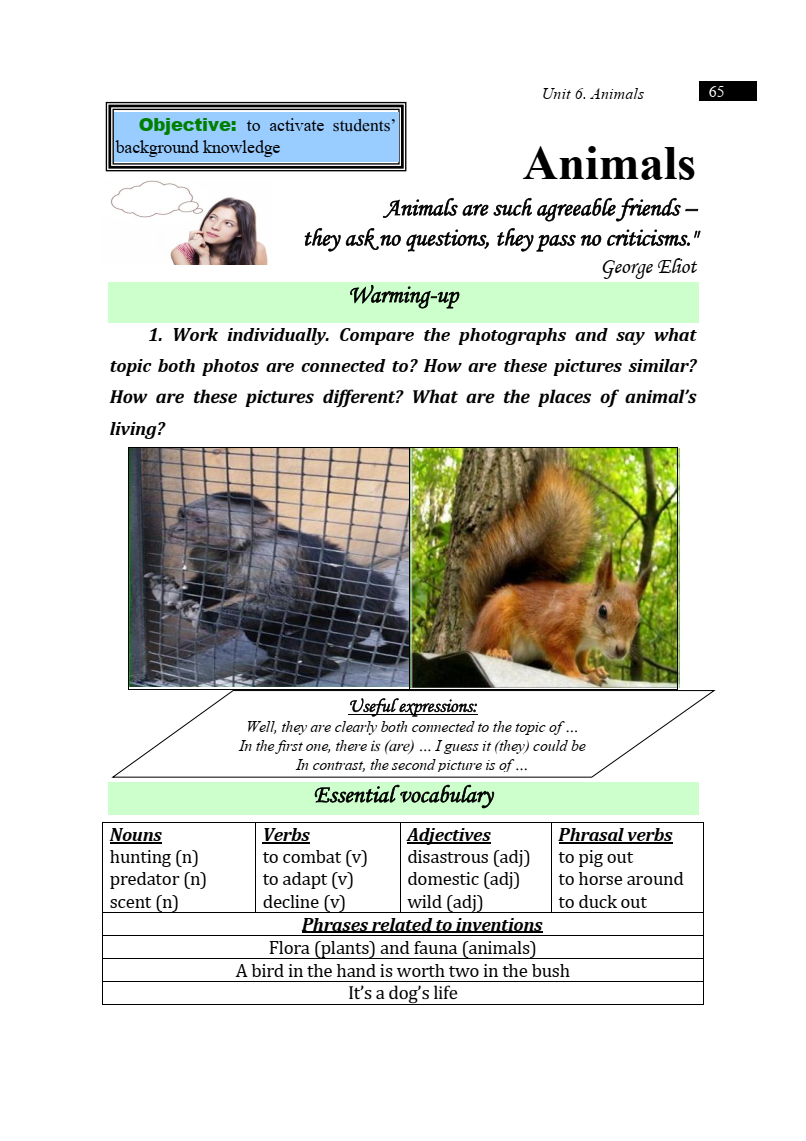 Unit 6. Animals
65
Objective: to activate students’
background knowledge
Animals
Animals are such agreeable friends –
they ask no questions, they pass no criticisms."
George Eliot
Warming-up
1. Work individually. Compare the photographs and say what
topic both photos are connected to? How are these pictures similar?
How are these pictures different? What are the places of animal’s
living?
Useful expressions:
Well, they are clearly both connected to the topic of …
In the first one, there is (are) … I guess it (they) could be
In contrast, the second picture is of …
Essential vocabulary
Nouns
hunting (n)
predator (n)
scent (n)
Verbs
to combat (v)
to adapt (v)
decline (v)
Adjectives
disastrous (adj)
domestic (adj)
wild (adj)
Phrasal verbs
to pig out
to horse around
to duck out
Phrases related to inventions
Flora (plants) and fauna (animals)
A bird in the hand is worth two in the bush
It’s a dog’s life